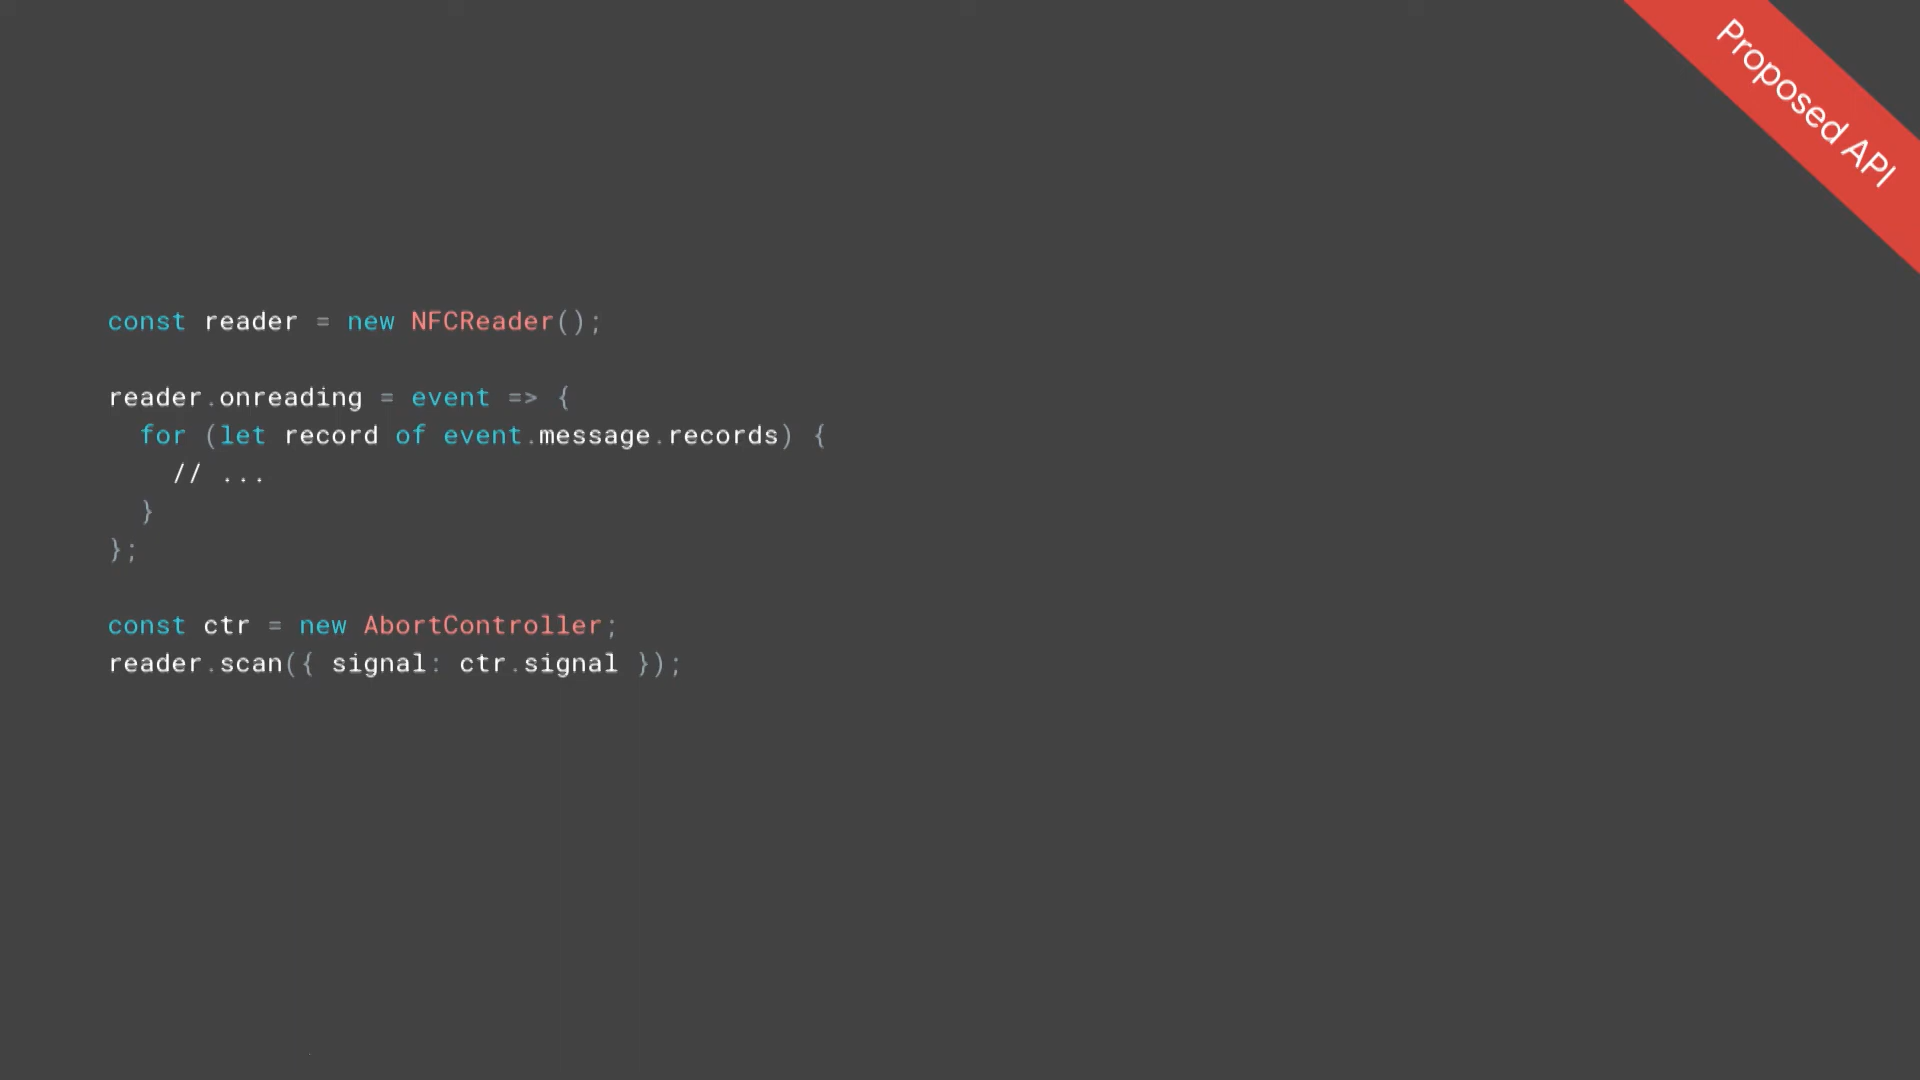 Proposed API
const reader = new NFCReader();
reader.onreading = event => {
for (let record of event.message.records) {
// ...
}
};
const ctr = new AbortController;
reader.scan({ signal: ctr.signal });